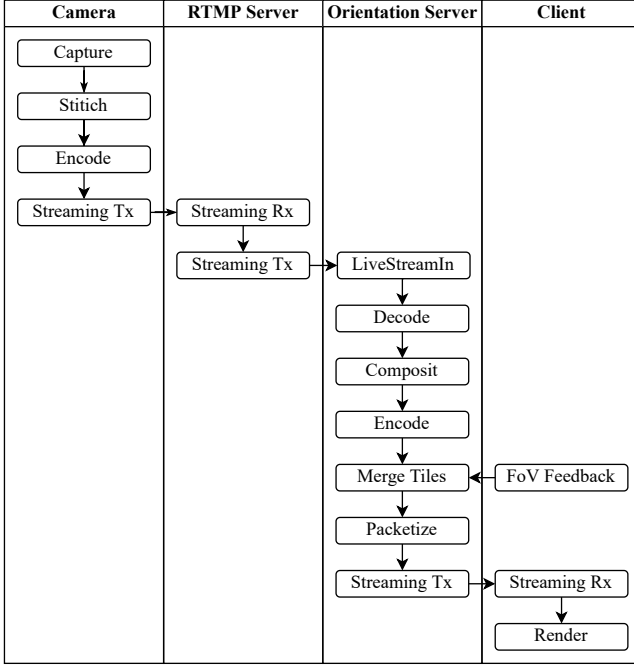 Camera RTMP Server Orientation Server Client
Capture
Stitich
Encode
Streaming Tx Streaming Rx
Streaming Tx LiveStreamIn
Decode
Composit
Encode
Merge Tiles FoV Feedback
Packetize
Streaming Tx Streaming Rx
Render